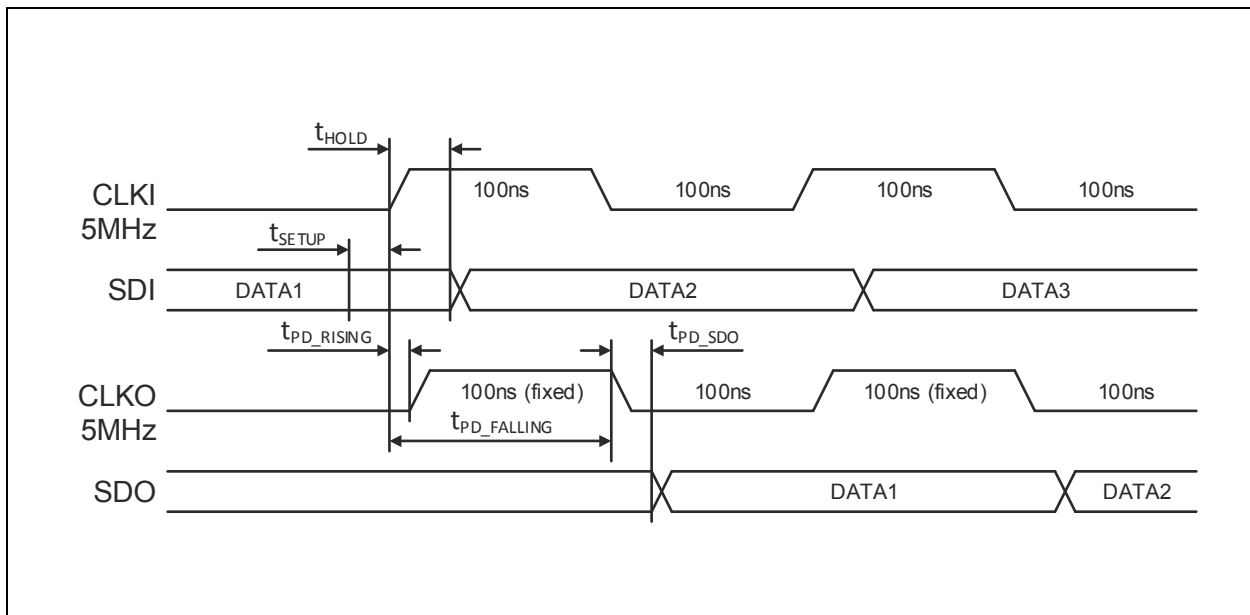 tHOLD
CLKI 100ns 100ns 100ns 100ns
5MHz
tSETUP
SDI DATA1 DATA2 DATA3
tPD_RISING tPD_SDO
CLKO 100ns (fixed) 100ns 100ns (fixed) 100ns
5MHz tPD_FALLING
SDO DATA1 DATA2